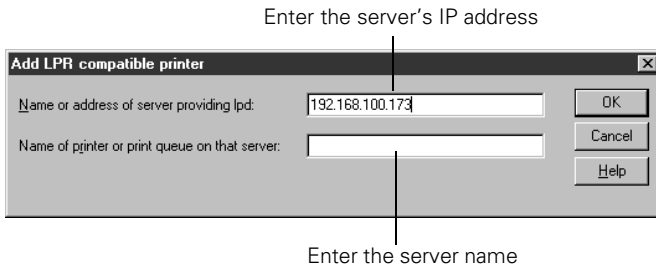 Enter the server’s IP address
Add LPR compatible printer
Name or address of server providing lpd: 192.168.100.173 OK
Name of printer or print queue on that server: Cancel
Help
Enter the server name